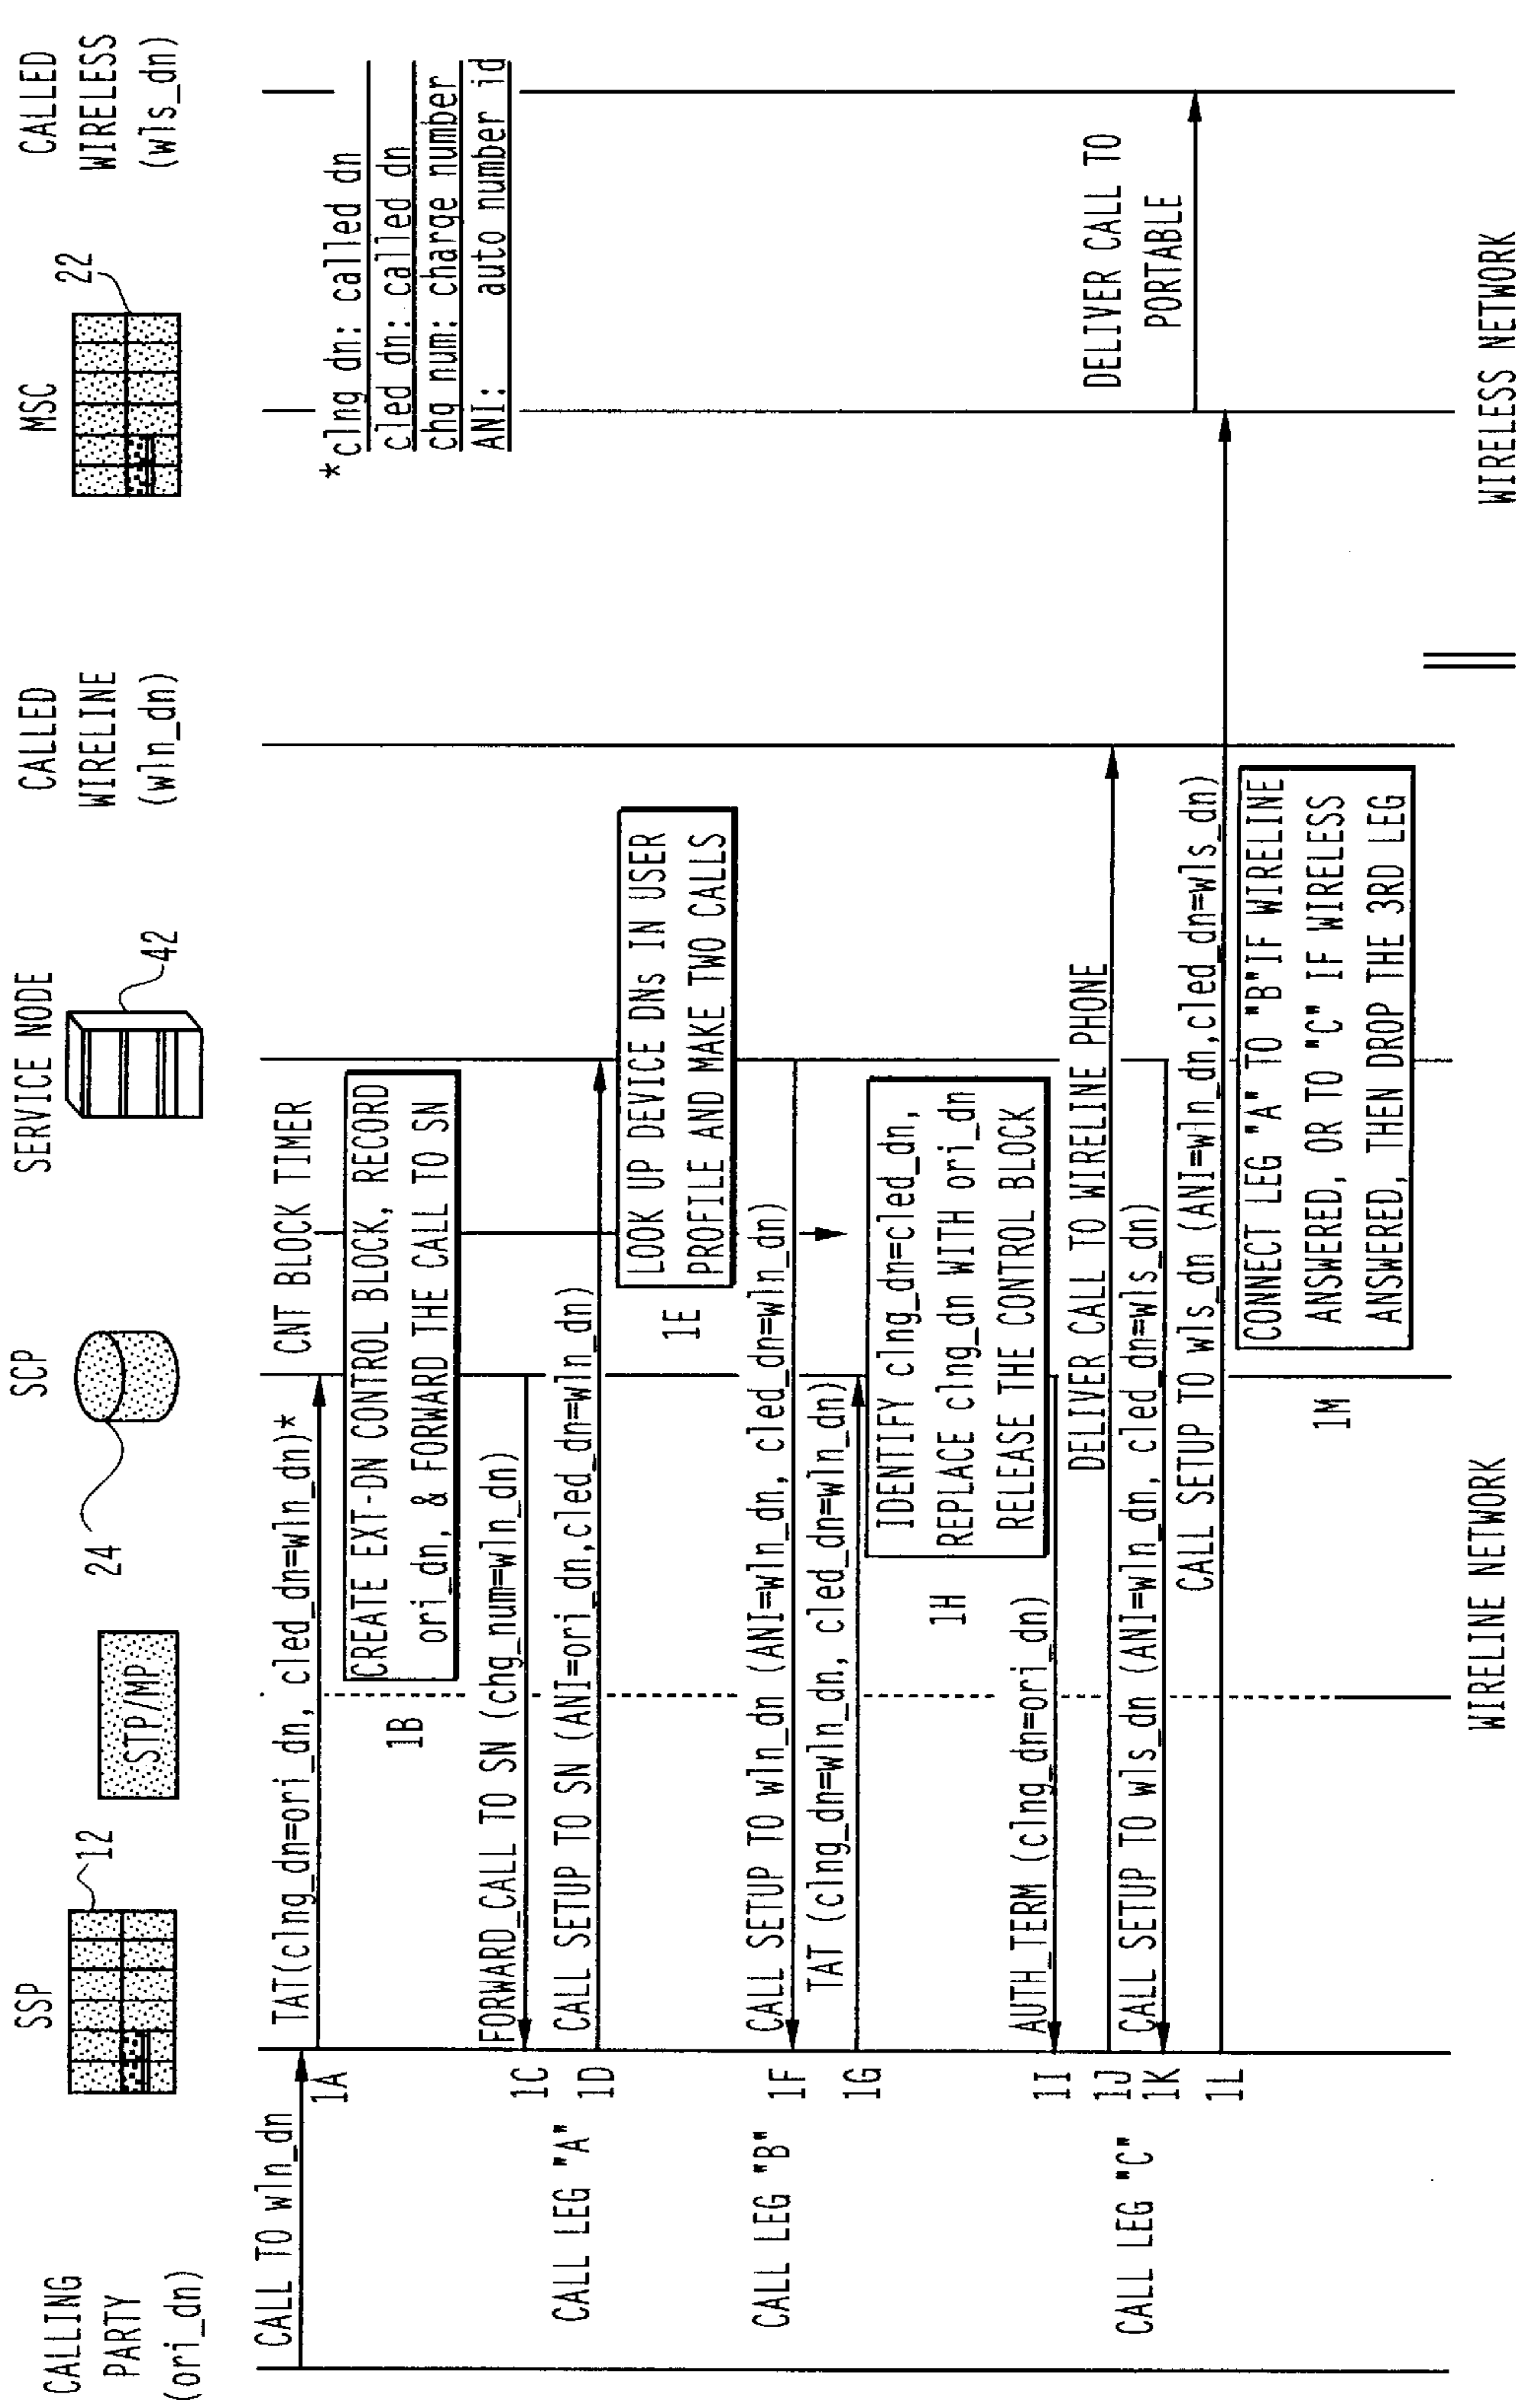 CALLING
PARTY
(ori_dn)
SSP
12
STP/MP
SCP
24
SERVICE NODE
42
CALLED
WIRELINE
(wln_dn)
MSC
22
CALLED
WIRELESS
(wls_dn)
CALL TO wln_dn
1A
TAT(clng_dn=ori_dn, cled_dn=wln_dn)*
CNT BLOCK TIMER
*clng dn: called dn
cled dn: called dn
chg num: charge number
ANI: auto number id
1B
CREATE EXT-DN CONTROL BLOCK, RECORD
ori_dn, & FORWARD THE CALL TO SN
1C
FORWARD_CALL TO SN (chg_num=wln_dn)
CALL LEG "A"
1D
CALL SETUP TO SN (ANI=ori_dn,cled_dn=wln_dn)
1E
LOOK UP DEVICE DNs IN USER
PROFILE AND MAKE TWO CALLS
CALL LEG "B"
1F
CALL SETUP TO wln_dn (ANI=wln_dn, cled_dn=wln_dn)
1G
TAT (clng_dn=wln_dn, cled_dn=wln_dn)
1H
IDENTIFY clng_dn=cled_dn,
REPLACE clng_dn WITH ori_dn
RELEASE THE CONTROL BLOCK
1I
AUTH_TERM (clng_dn=ori_dn)
1J
DELIVER CALL TO WIRELINE PHONE
CALL LEG "C"
1K
CALL SETUP TO wls_dn (ANI=wln_dn, cled_dn=wls_dn)
DELIVER CALL TO
PORTABLE
1L
CALL SETUP TO wls_dn (ANI=wln_dn,cled_dn=wls_dn)
1M
CONNECT LEG "A" TO "B"IF WIRELINE
ANSWERED, OR TO "C" IF WIRELESS
ANSWERED, THEN DROP THE 3RD LEG
WIRELINE NETWORK
WIRELESS NETWORK